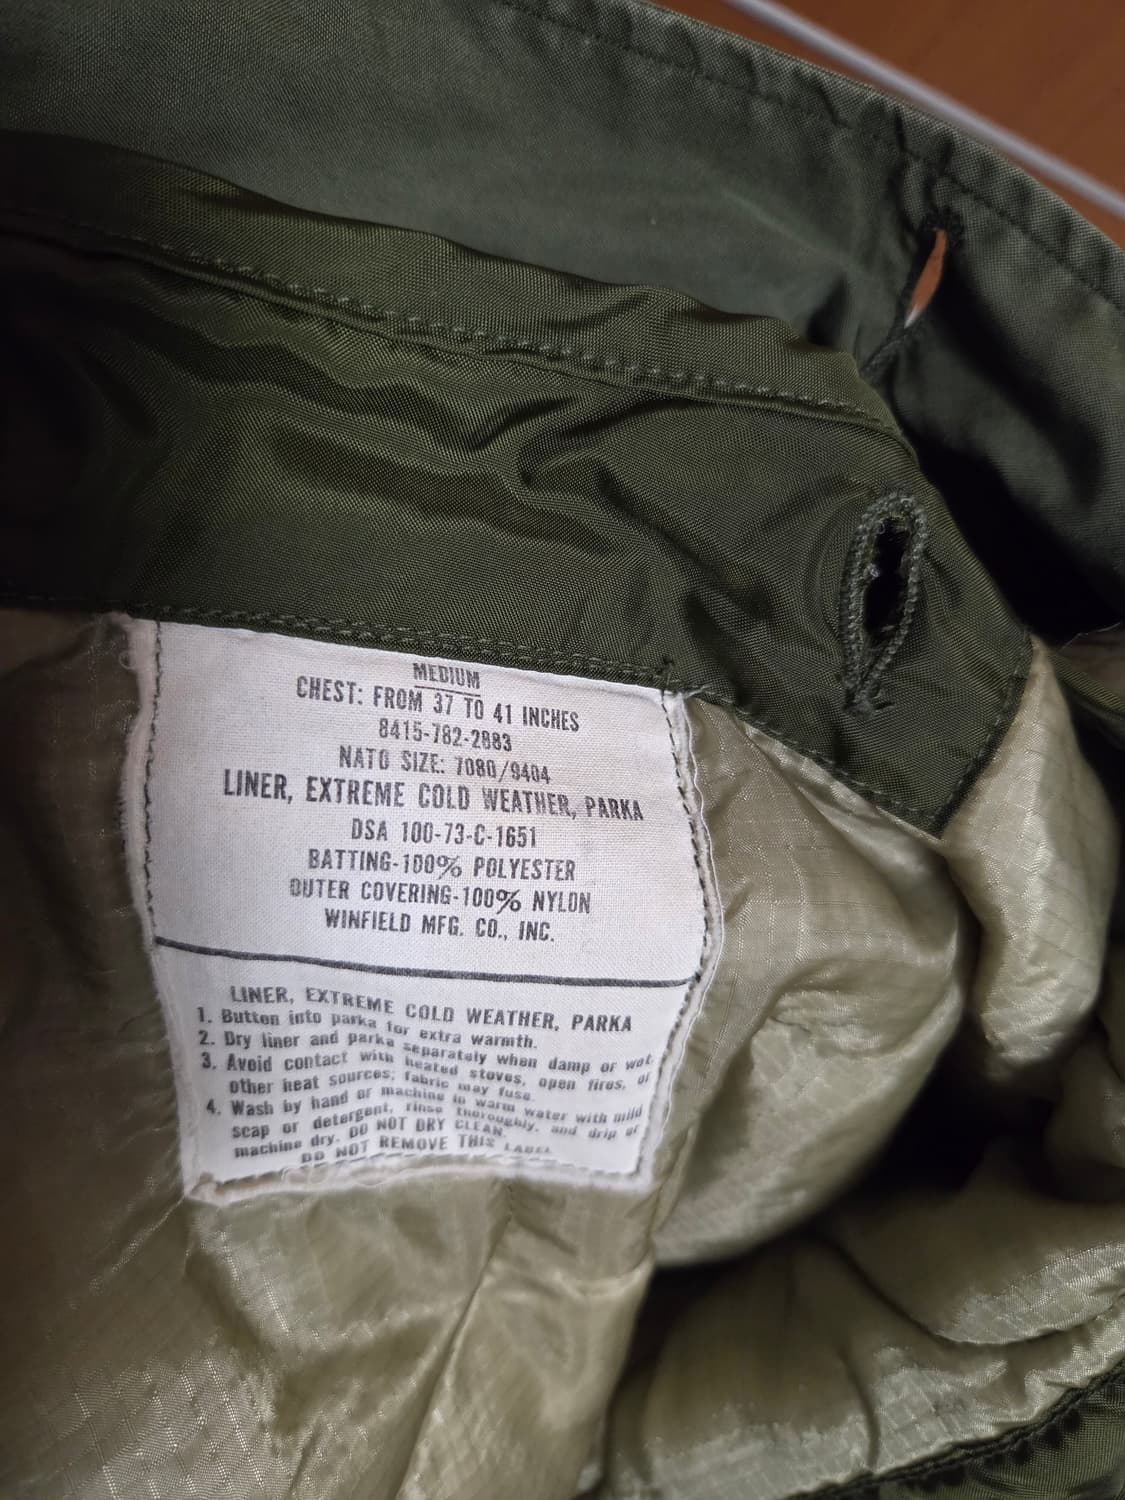 MEDIUM
CHEST: FROM 37 TO 41 INCHES
8415-782-2883
NATO SIZE: 7080/9404
LINER, EXTREME COLD WEATHER, PARKA
DSA 100-73-C-1651
BATTING-100% POLYESTER
OUTER COVERING-100% NYLON
WINFIELD MFG. CO., INC.
LINER, EXTREME COLD WEATHER, PARKA
1. Button into parka for extra warmth.
2. Dry liner and parka separately when damp or wet.
3. Avoid contact with heated stoves, open fires, or
other heat sources; fabric may fuse.
4. Wash by hand or machine in warm water with mild
soap or detergent, rinse thoroughly, and drip or
machine dry. DO NOT DRY CLEAN.
DO NOT REMOVE THIS LABEL